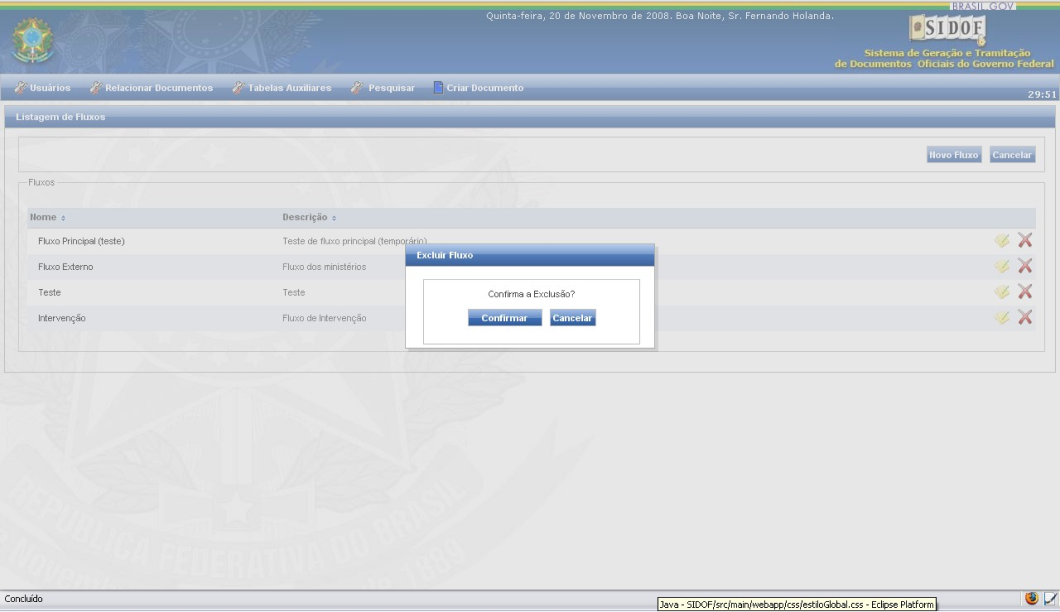 BRASIL.GOV
Quinta-feira, 20 de Novembro de 2008. Boa Noite, Sr. Fernando Holanda.
SIDOF
Sistema de Geração e Tramitação
de Documentos Oficiais do Governo Federal
Usuários Relacionar Documentos Tabelas Auxiliares Pesquisar Criar Documento
29:51
Listagem de Fluxos
Novo Fluxo Cancelar
Fluxos
Nome Descrição
Fluxo Principal (teste) Teste de fluxo principal (temporário)
Excluir Fluxo
Fluxo Externo Fluxo dos ministérios
Teste Teste
Confirma a Exclusão?
Intervenção Fluxo de Intervenção
Confirmar Cancelar
REPÚBLICA FEDERATIVA DO BRASIL
Concluído
Java - SIDOF/src/main/webapp/css/estiloGlobal.css - Eclipse Platform